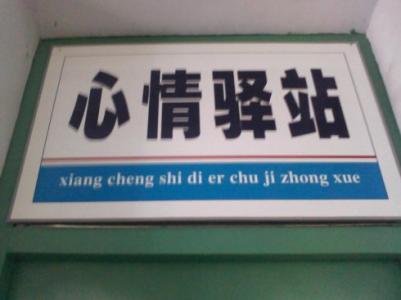 心情驿站
xiang cheng shi di er chu ji zhong xue